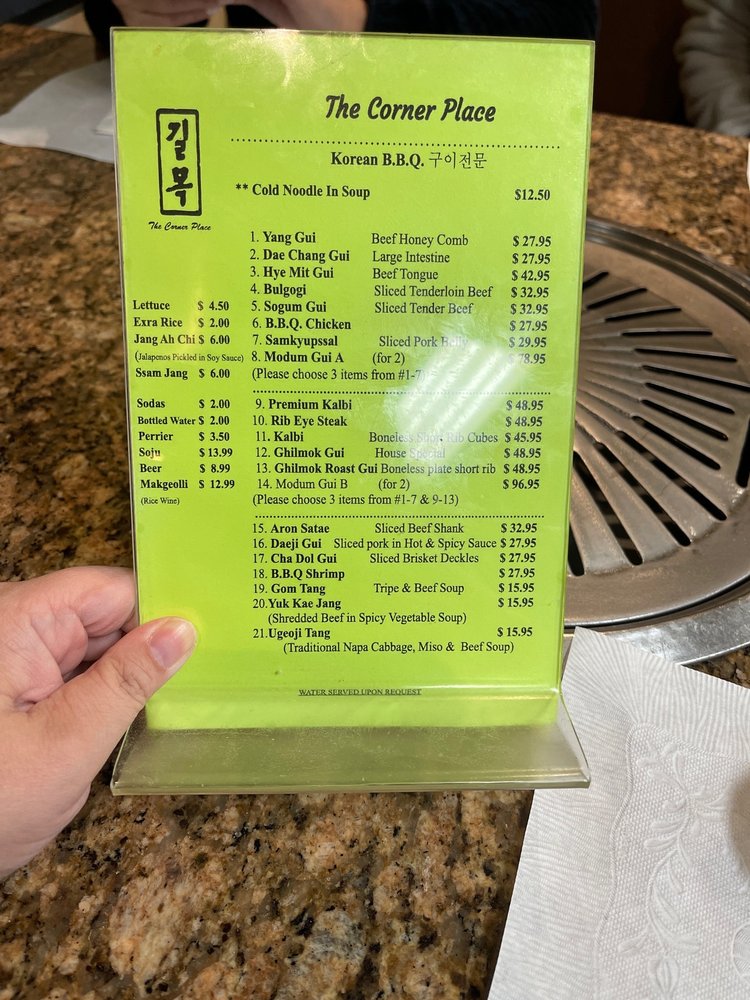 The Corner Place
길목
The Corner Place
Korean B.B.Q. 구이전문
** Cold Noodle In Soup $12.50
1. Yang Gui Beef Honey Comb $ 27.95
2. Dae Chang Gui Large Intestine $ 27.95
3. Hye Mit Gui Beef Tongue $ 42.95
4. Bulgogi Sliced Tenderloin Beef $ 32.95
5. Sogum Gui Sliced Tender Beef $ 32.95
6. B.B.Q. Chicken $ 27.95
7. Samkyupssal Sliced Pork Belly $ 29.95
8. Modum Gui A (for 2) $ 78.95
(Please choose 3 items from #1-7)
Lettuce $ 4.50
Exra Rice $ 2.00
Jang Ah Chi $ 6.00
(Jalapenos Pickled in Soy Sauce)
Ssam Jang $ 6.00
Sodas $ 2.00
Bottled Water $ 2.00
Perrier $ 3.50
Soju $13.99
Beer $ 8.99
Makgeolli $ 12.99
(Rice Wine)
9. Premium Kalbi $ 48.95
10. Rib Eye Steak $ 48.95
11. Kalbi Boneless Short Rib Cubes $ 45.95
12. Ghilmok Gui House Special $ 48.95
13. Ghilmok Roast Gui Boneless plate short rib $ 48.95
14. Modum Gui B (for 2) $ 96.95
(Please choose 3 items from #1-7 & 9-13)
15. Aron Satae Sliced Beef Shank $ 32.95
16. Daeji Gui Sliced pork in Hot & Spicy Sauce $ 27.95
17. Cha Dol Gui Sliced Brisket Deckles $ 27.95
18. B.B.Q Shrimp $ 27.95
19. Gom Tang Tripe & Beef Soup $ 15.95
20.Yuk Kae Jang $ 15.95
(Shredded Beef in Spicy Vegetable Soup)
21.Ugeoji Tang $ 15.95
(Traditional Napa Cabbage, Miso & Beef Soup)
WATER SERVED UPON REQUEST